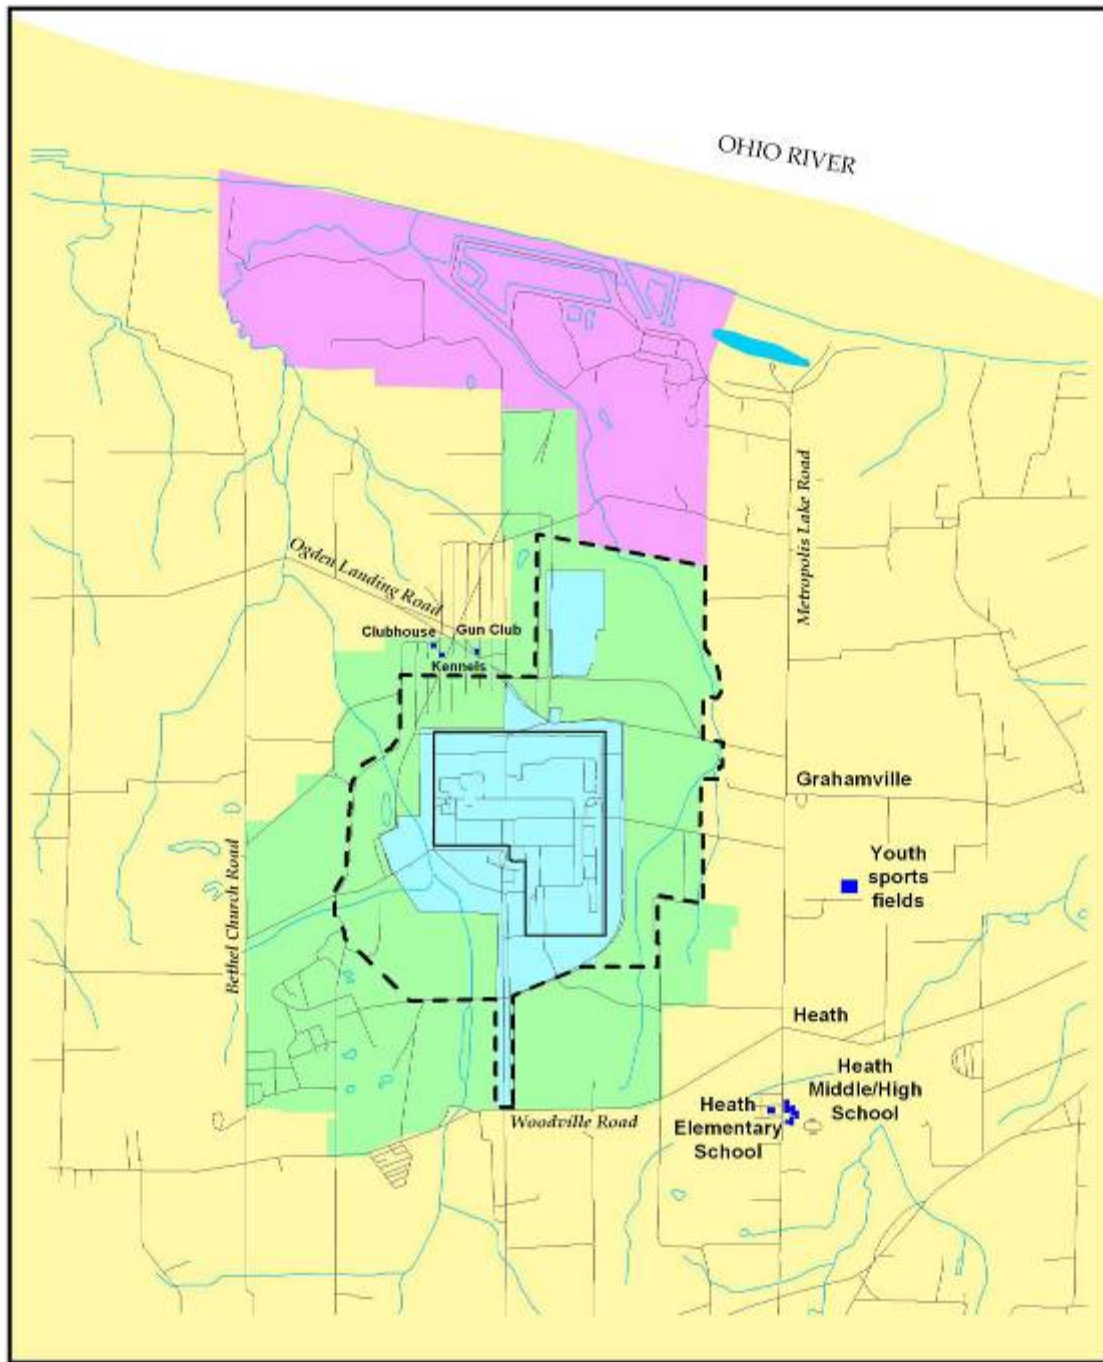 OHIO RIVER
Metropolis Lake Road
Ogden Landing Road
Clubhouse
Gun Club
Kennels
Grahamville
Youth
sports
fields
Bethel Church Road
Heath
Heath
Middle/High
School
Heath
Elementary
School
Woodville Road